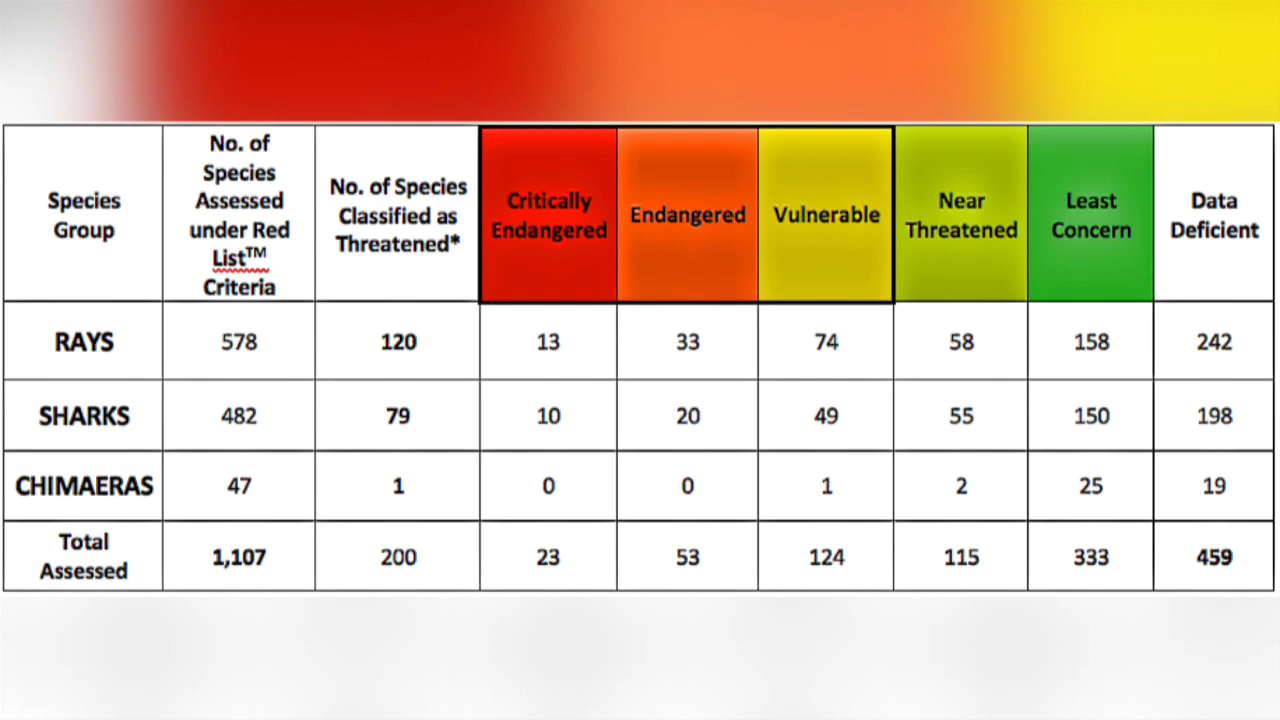 Species
Group
No. of
Species
Assessed
under Red
List™
Criteria
No. of Species
Classified as
Threatened*
Critically
Endangered
Endangered
Vulnerable
Near
Threatened
Least
Concern
Data
Deficient
RAYS 578 120 13 33 74 58 158 242
SHARKS 482 79 10 20 49 55 150 198
CHIMAERAS 47 1 0 0 1 2 25 19
Total
Assessed
1,107 200 23 53 124 115 333 459